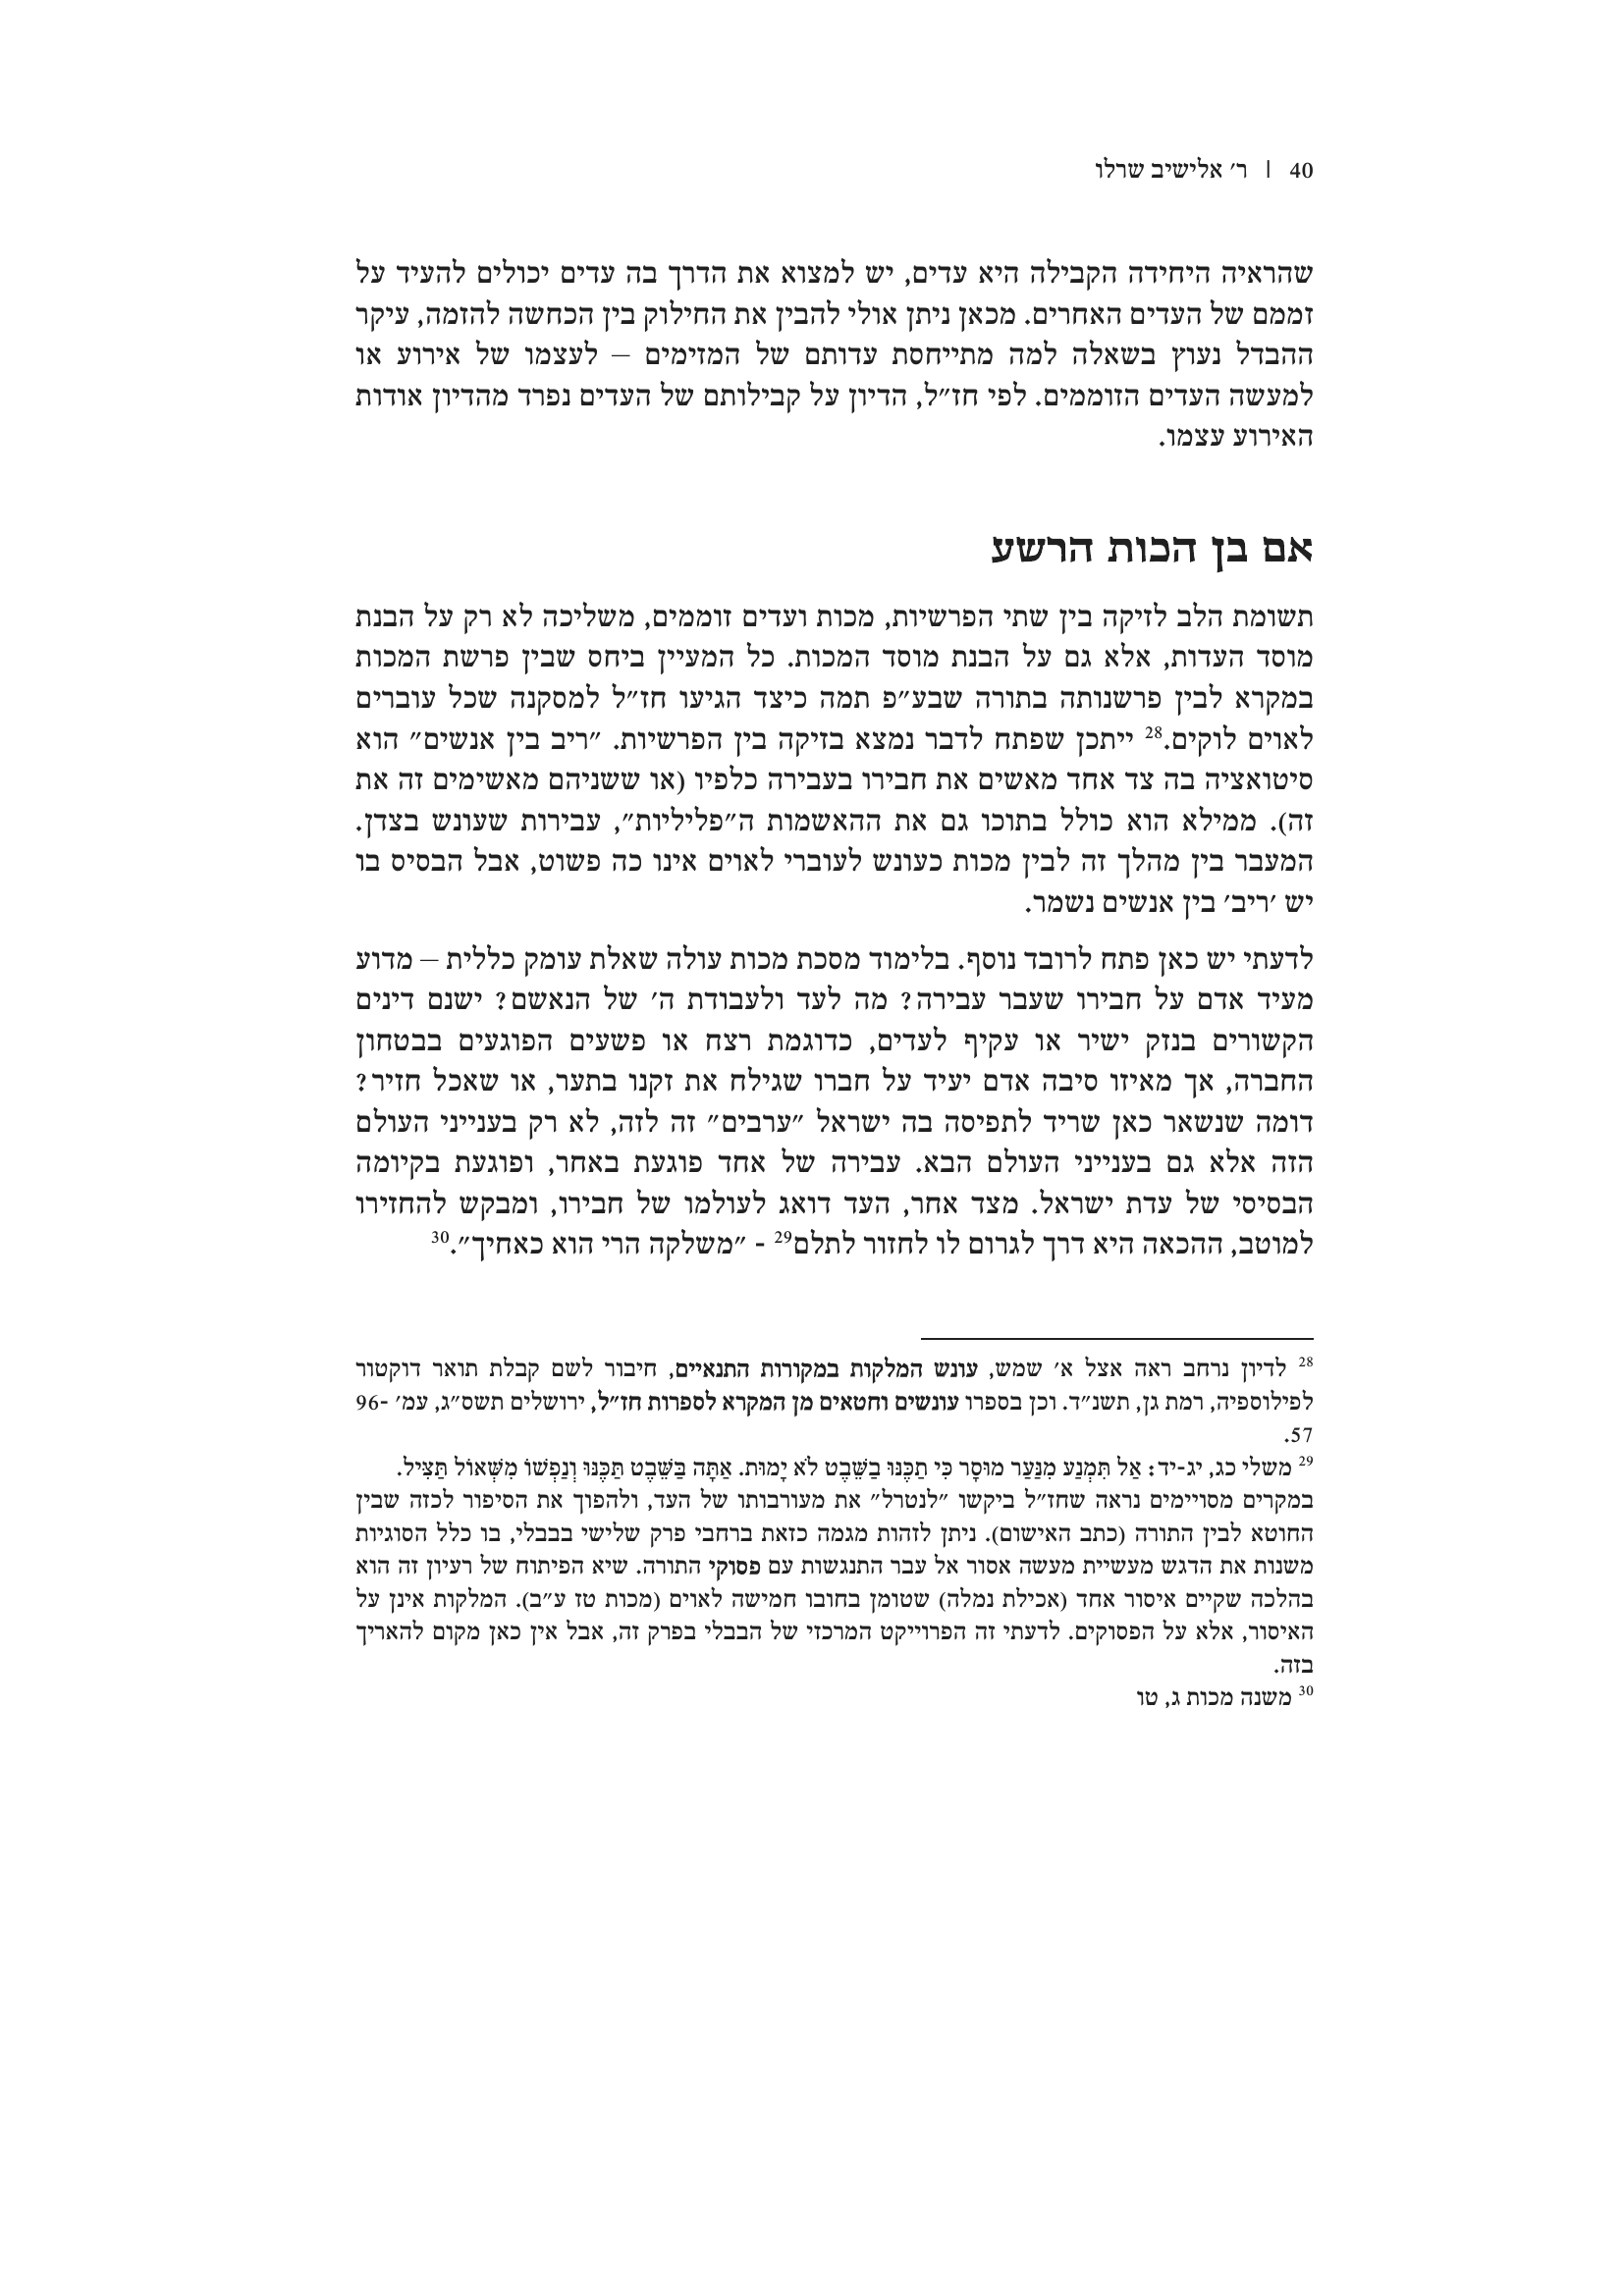 40 | ר׳ אלישיב שרלו
שהראיה היחידה הקבילה היא עדים, יש למצוא את הדרך בה עדים יכולים להעיד על
זממם של העדים האחרים. מכאן ניתן אולי להבין את החילוק בין הכחשה להזמה, עיקר
ההבדל נעוץ בשאלה למה מתייחסת עדותם של המזימים – לעצמו של אירוע או
למעשה העדים הזוממים. לפי חז״ל, הדיון על קבילותם של העדים נפרד מהדיון אודות
האירוע עצמו.
אם בן הכות הרשע
תשומת הלב לזיקה בין שתי הפרשיות, מכות ועדים זוממים, משליכה לא רק על הבנת
מוסד העדות, אלא גם על הבנת מוסד המכות. כל המעיין ביחס שבין פרשת המכות
במקרא לבין פרשנותה בתורה שבע״פ תמה כיצד הגיעו חז״ל למסקנה שכל עוברים
לאוים לוקים.28 ייתכן שפתח לדבר נמצא בזיקה בין הפרשיות. ״ריב בין אנשים״ הוא
סיטואציה בה צד אחד מאשים את חבירו בעבירה כלפיו (או ששניהם מאשימים זה את
זה). ממילא הוא כולל בתוכו גם את ההאשמות ה״פליליות״, עבירות שעונש בצדן.
המעבר בין מהלך זה לבין מכות כעונש לעוברי לאוים אינו כה פשוט, אבל הבסיס בו
יש ׳ריב׳ בין אנשים נשמר.
לדעתי יש כאן פתח לרובד נוסף. בלימוד מסכת מכות עולה שאלת עומק כללית – מדוע
מעיד אדם על חבירו שעבר עבירה? מה לעד ולעבודת ה׳ של הנאשם? ישנם דינים
הקשורים בנזק ישיר או עקיף לעדים, כדוגמת רצח או פשעים הפוגעים בבטחון
החברה, אך מאיזו סיבה אדם יעיד על חברו שגילח את זקנו בתער, או שאכל חזיר?
דומה שנשאר כאן שריד לתפיסה בה ישראל ״ערבים״ זה לזה, לא רק בענייני העולם
הזה אלא גם בענייני העולם הבא. עבירה של אחד פוגעת באחר, ופוגעת בקיומה
הבסיסי של עדת ישראל. מצד אחר, העד דואג לעולמו של חבירו, ומבקש להחזירו
למוטב, ההכאה היא דרך לגרום לו לחזור לתלם29 - ״משלקה הרי הוא כאחיך״.30
28 לדיון נרחב ראה אצל א׳ שמש, עונש המלקות במקורות התנאיים, חיבור לשם קבלת תואר דוקטור
לפילוספיה, רמת גן, תשנ״ד. וכן בספרו עונשים וחטאים מן המקרא לספרות חז״ל, ירושלים תשס״ג, עמ׳ 96-
57.
29 משלי כג, יג-יד: אַל תִּמְנַע מִנַּעַר מוּסָר כִּי תַכֶּנּוּ בַשֵּׁבֶט לֹא יָמוּת. אַתָּה בַּשֵּׁבֶט תַּכֶּנּוּ וְנַפְשׁוֹ מִשְּׁאוֹל תַּצִּיל.
במקרים מסויימים נראה שחז״ל ביקשו ״לנטרל״ את מעורבותו של העד, ולהפוך את הסיפור לכזה שבין
החוטא לבין התורה (כתב האישום). ניתן לזהות מגמה כזאת ברחבי פרק שלישי בבבלי, בו כלל הסוגיות
משנות את הדגש מעשיית מעשה אסור אל עבר התנגשות עם פסוקי התורה. שיא הפיתוח של רעיון זה הוא
בהלכה שקיים איסור אחד (אכילת נמלה) שטומן בחובו חמישה לאוים (מכות טז ע״ב). המלקות אינן על
האיסור, אלא על הפסוקים. לדעתי זה הפרוייקט המרכזי של הבבלי בפרק זה, אבל אין כאן מקום להאריך
בזה.
30 משנה מכות ג, טו